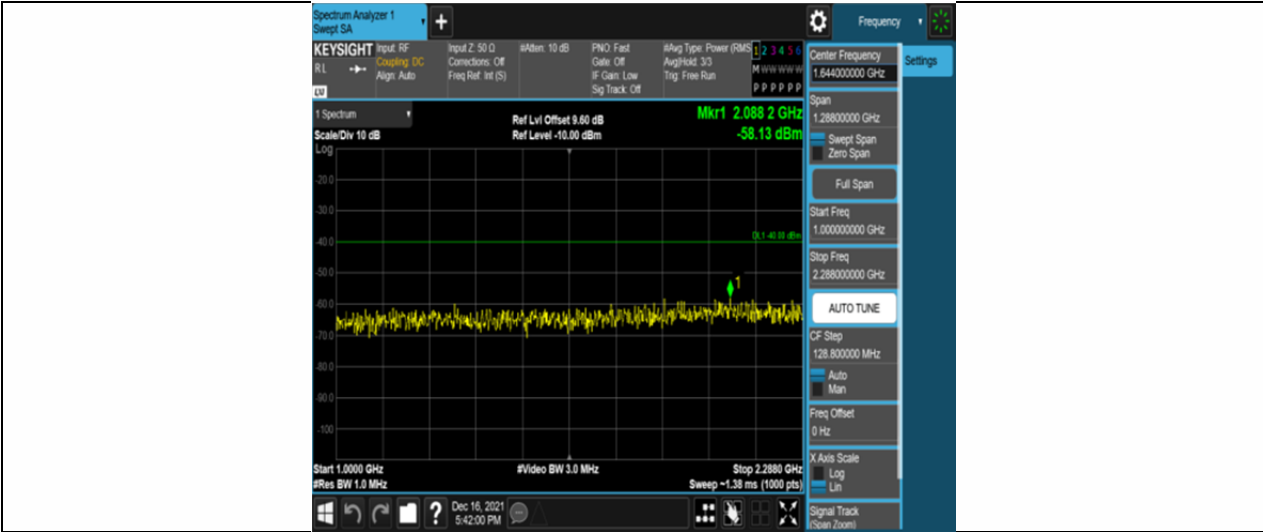 Spectrum Analyzer 1
Swept SA
Frequency
KEYSIGHT
Input: RF
Coupling: DC
Align: Auto
Input Z: 50 Ω
Corrections: Off
Freq Ref: Int (S)
#Atten: 10 dB
PNO: Fast
Gate: Off
IF Gain: Low
Sig Track: Off
#Avg Type: Power (RMS
Avg|Hold: 3/3
Trig: Free Run
1 2 3 4 5 6
M W W W W W
P P P P P P
R L
LV
1 Spectrum
Scale/Div 10 dB
Ref Lvl Offset 9.60 dB
Ref Level -10.00 dBm
Mkr1 2.088 2 GHz
-58.13 dBm
Log
-20.0
-30.0
-40.0
DL1 -40.00 dBm
-50.0
1
-60.0
-70.0
-80.0
-90.0
-100
Start 1.0000 GHz
#Res BW 1.0 MHz
#Video BW 3.0 MHz
Stop 2.2880 GHz
Sweep ~1.38 ms (1000 pts)
Dec 16, 2021
5:42:00 PM
Center Frequency
1.644000000 GHz
Settings
Span
1.28800000 GHz
Swept Span
Zero Span
Full Span
Start Freq
1.000000000 GHz
Stop Freq
2.288000000 GHz
AUTO TUNE
CF Step
128.800000 MHz
Auto
Man
Freq Offset
0 Hz
X Axis Scale
Log
Lin
Signal Track
(Span Zoom)